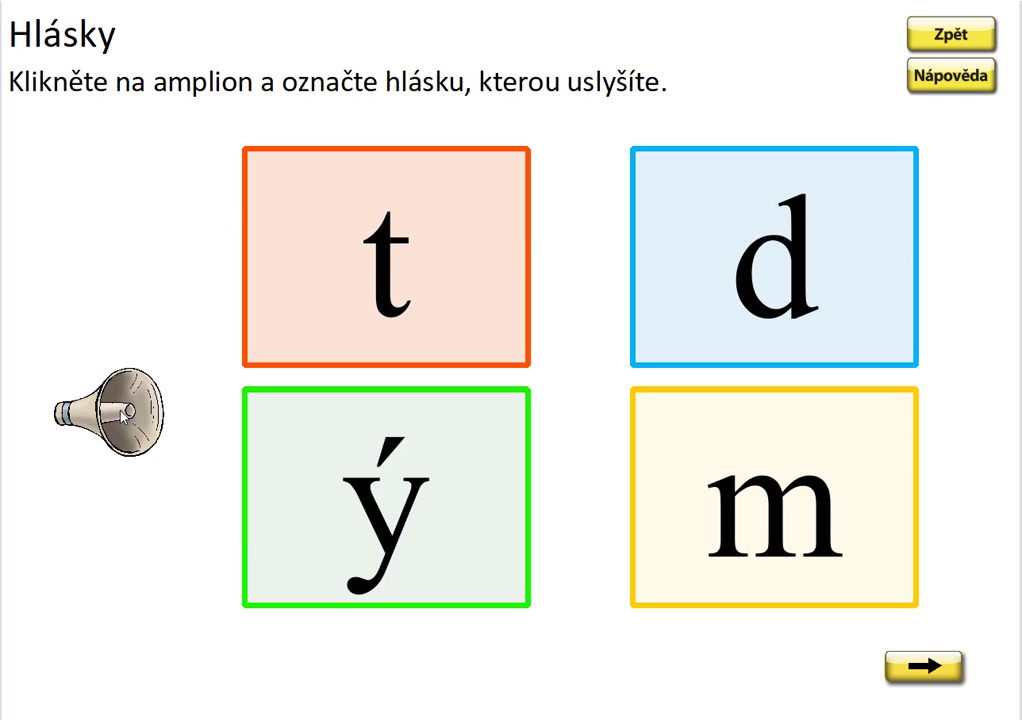 Hlásky
Zpět
Klikněte na amplion a označte hlásku, kterou uslyšíte.
Nápověda
t
d
ý
m